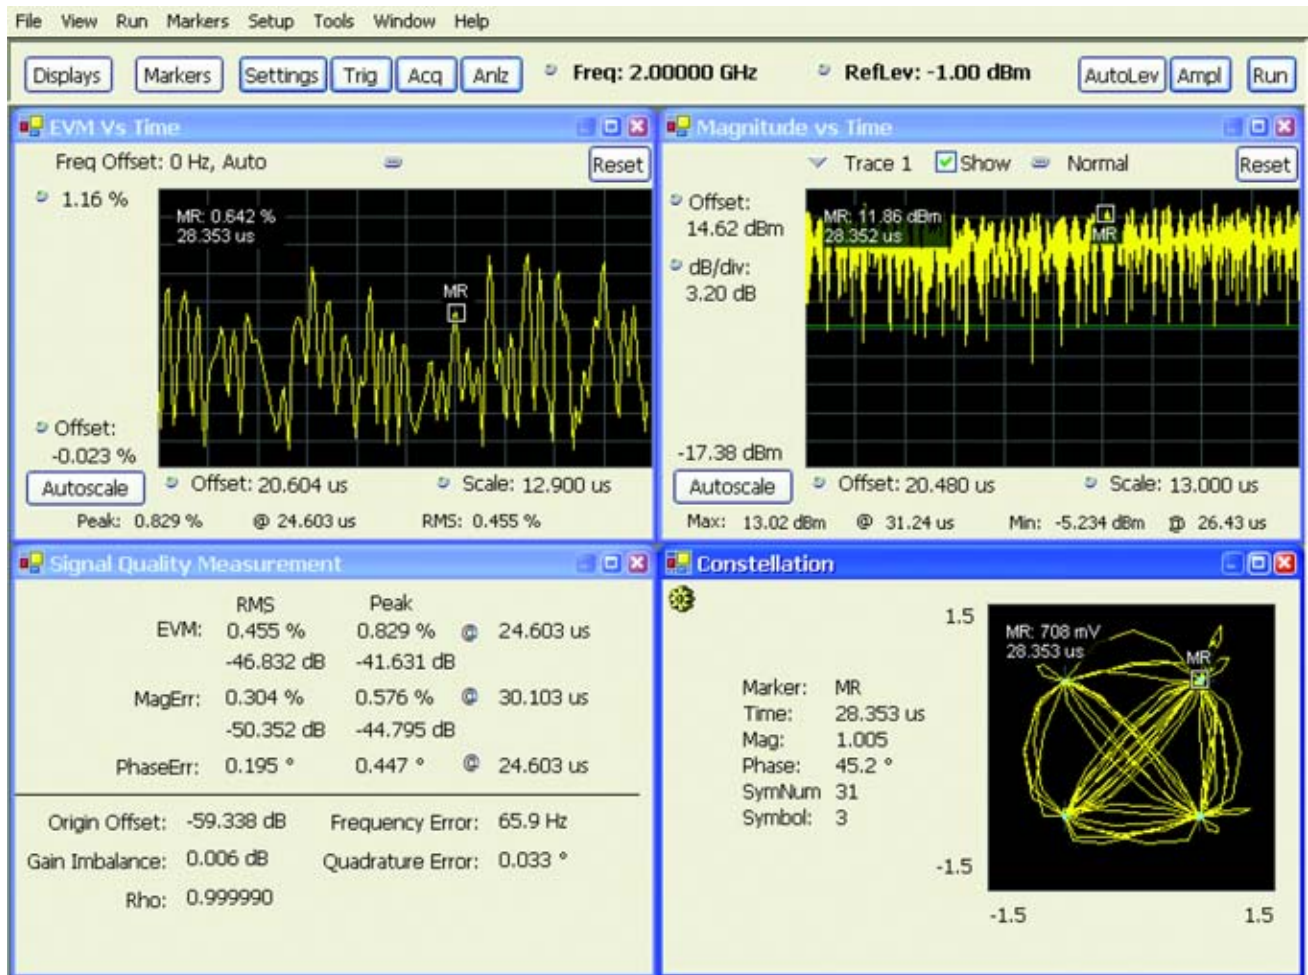 File View Run Markers Setup Tools Window Help
Displays Markers Settings Trig Acq Anlz Freq: 2.00000 GHz RefLev: -1.00 dBm AutoLev Ampl Run
EVM Vs Time
Freq Offset: 0 Hz, Auto Reset
1.16 %
MR: 0.642 %
28.353 us
MR
Offset:
-0.023 %
Autoscale Offset: 20.604 us Scale: 12.900 us
Peak: 0.829 % @ 24.603 us RMS: 0.455 %
Magnitude vs Time
Trace 1 Show Normal Reset
Offset:
14.62 dBm
dB/div:
3.20 dB
MR: 11.86 dBm
28.352 us
MR
-17.38 dBm
Autoscale Offset: 20.480 us Scale: 13.000 us
Max: 13.02 dBm @ 31.24 us Min: -5.234 dBm @ 26.43 us
Signal Quality Measurement
RMS Peak
EVM: 0.455 % 0.829 % @ 24.603 us
-46.832 dB -41.631 dB
MagErr: 0.304 % 0.576 % @ 30.103 us
-50.352 dB -44.795 dB
PhaseErr: 0.195 ° 0.447 ° @ 24.603 us
Origin Offset: -59.338 dB Frequency Error: 65.9 Hz
Gain Imbalance: 0.006 dB Quadrature Error: 0.033 °
Rho: 0.999990
Constellation
1.5
MR: 708 mV
28.353 us
MR
Marker: MR
Time: 28.353 us
Mag: 1.005
Phase: 45.2 °
SymNum 31
Symbol: 3
-1.5
-1.5 1.5